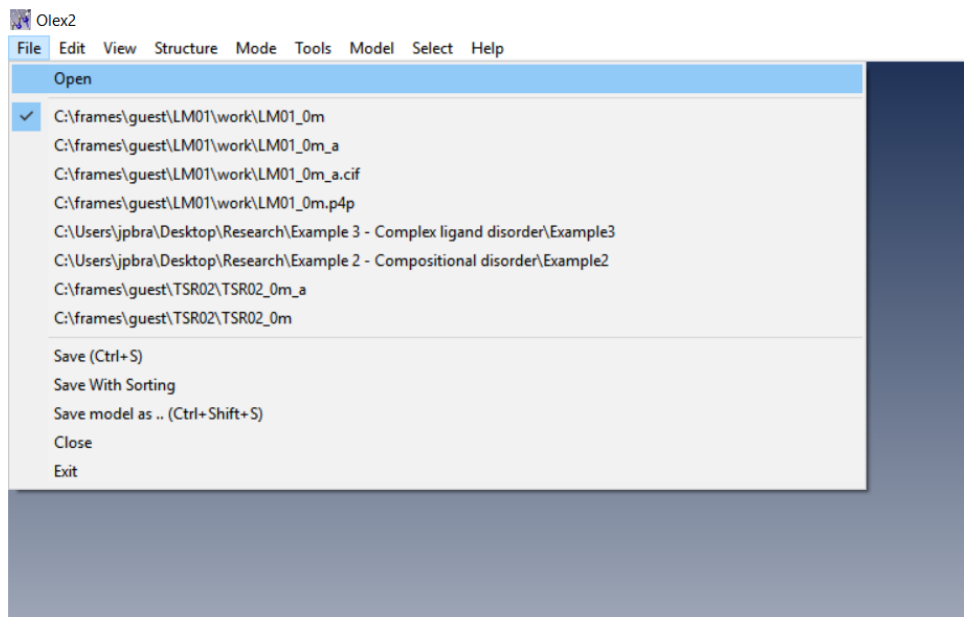 Olex2
File Edit View Structure Mode Tools Model Select Help
Open
C:\frames\guest\LM01\work\LM01_0m
C:\frames\guest\LM01\work\LM01_0m_a
C:\frames\guest\LM01\work\LM01_0m_a.cif
C:\frames\guest\LM01\work\LM01_0m.p4p
C:\Users\jpbra\Desktop\Research\Example 3 - Complex ligand disorder\Example3
C:\Users\jpbra\Desktop\Research\Example 2 - Compositional disorder\Example2
C:\frames\guest\TSR02\TSR02_0m_a
C:\frames\guest\TSR02\TSR02_0m
Save (Ctrl+S)
Save With Sorting
Save model as .. (Ctrl+Shift+S)
Close
Exit